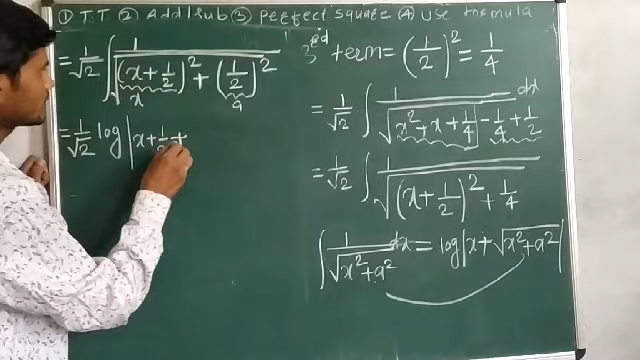 ① T.T ② Add/sub ③ Perfect square ④ Use formula
3rd term = (1/2)² = 1/4
= 1/√2 ∫ 1/√(x² + x + 1/4 - 1/4 + 1/2) dx
= 1/√2 ∫ 1/√((x + 1/2)² + 1/4)
∫ 1/√(x² + a²) dx = log|x + √(x² + a²)|
= 1/√2 ∫ 1/√((x + 1/2)² + (1/2)²)
x a
= 1/√2 log |x + 1/2 +